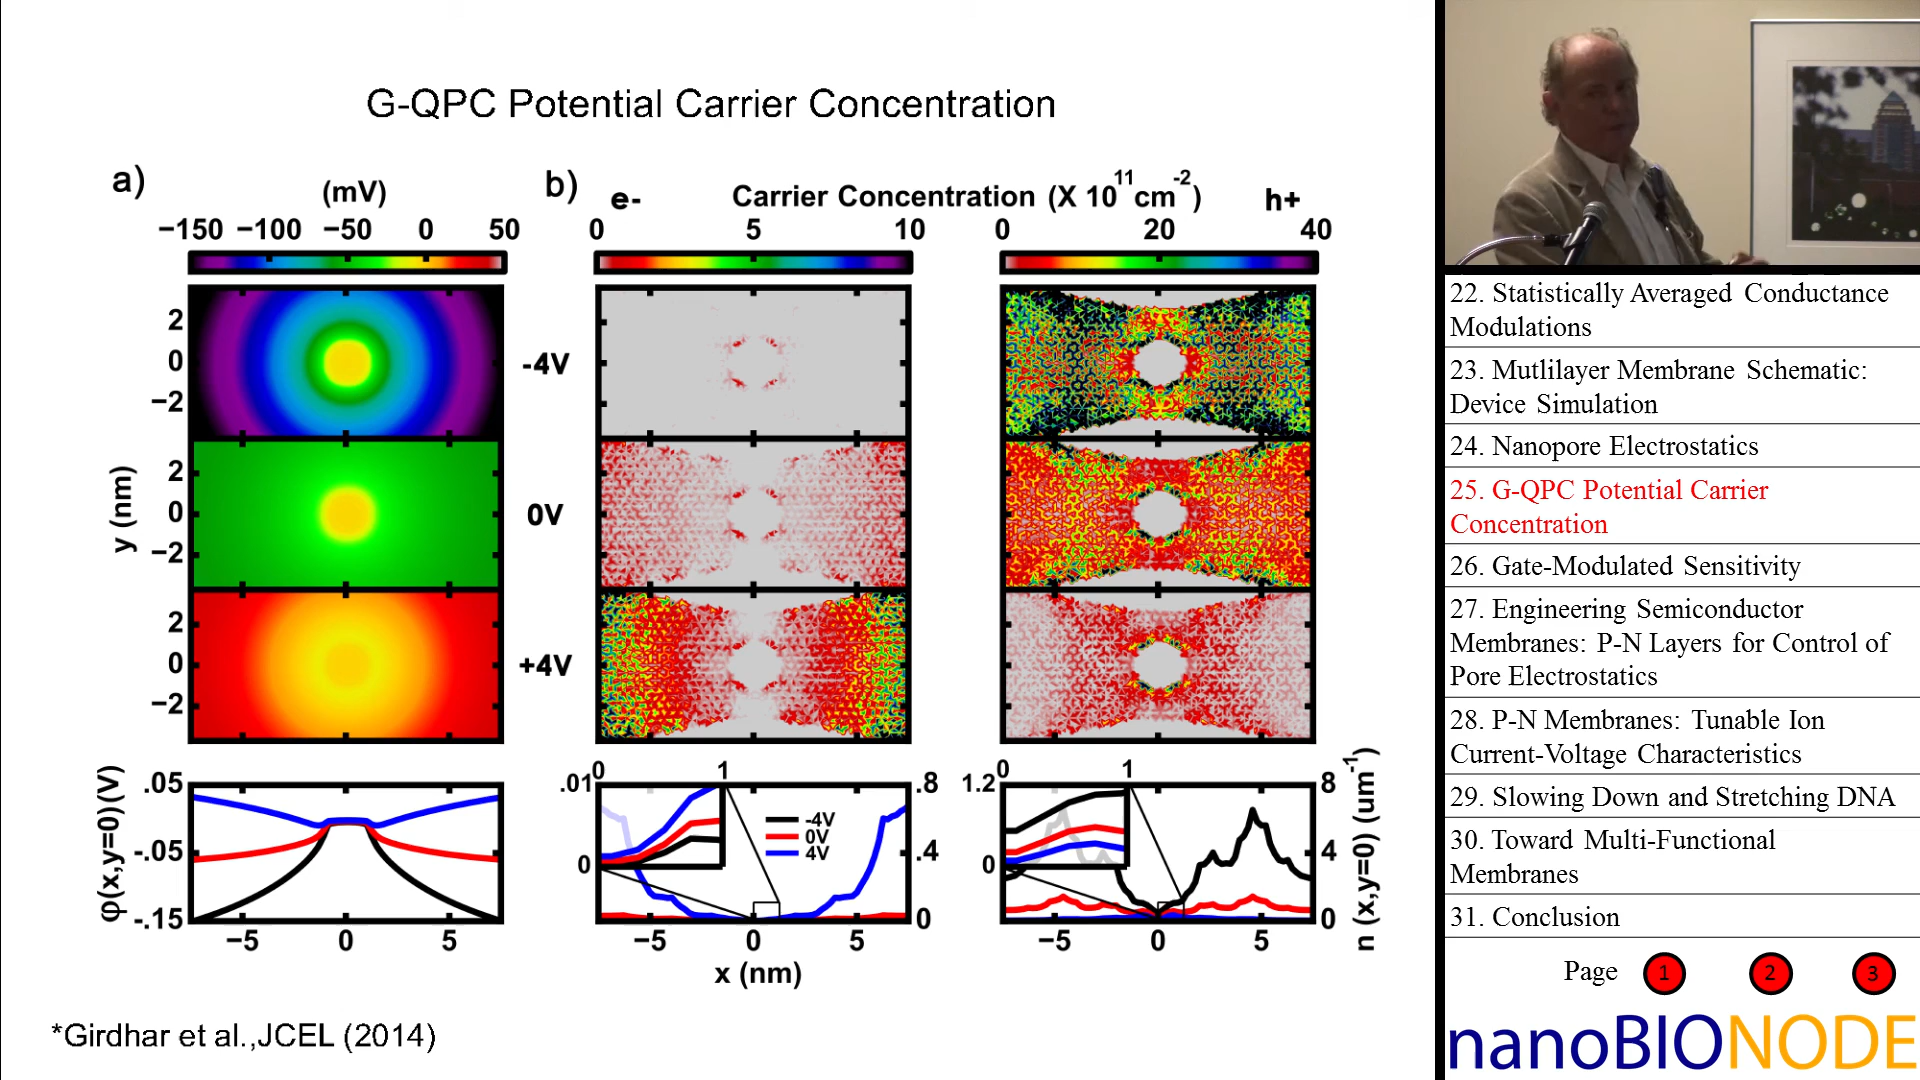 G-QPC Potential Carrier Concentration
a)
(mV)
−150 −100 −50 0 50
b)
e-
Carrier Concentration (X 10^11 cm^-2)
h+
0 5 10
0 20 40
2
0
−2
-4V
2
0
−2
0V
2
0
−2
+4V
y (nm)
φ(x,y=0)(V)
.05
-.05
-.15
−5 0 5
0 1
.01
0
.8
.4
0
-4V
0V
4V
−5 0 5
x (nm)
0 1
1.2
0
8
4
0
−5 0 5
n (x,y=0) (um^-1)
*Girdhar et al.,JCEL (2014)
22. Statistically Averaged Conductance
Modulations
23. Mutlilayer Membrane Schematic:
Device Simulation
24. Nanopore Electrostatics
25. G-QPC Potential Carrier
Concentration
26. Gate-Modulated Sensitivity
27. Engineering Semiconductor
Membranes: P-N Layers for Control of
Pore Electrostatics
28. P-N Membranes: Tunable Ion
Current-Voltage Characteristics
29. Slowing Down and Stretching DNA
30. Toward Multi-Functional
Membranes
31. Conclusion
Page 1 2 3
nanoBIONODE